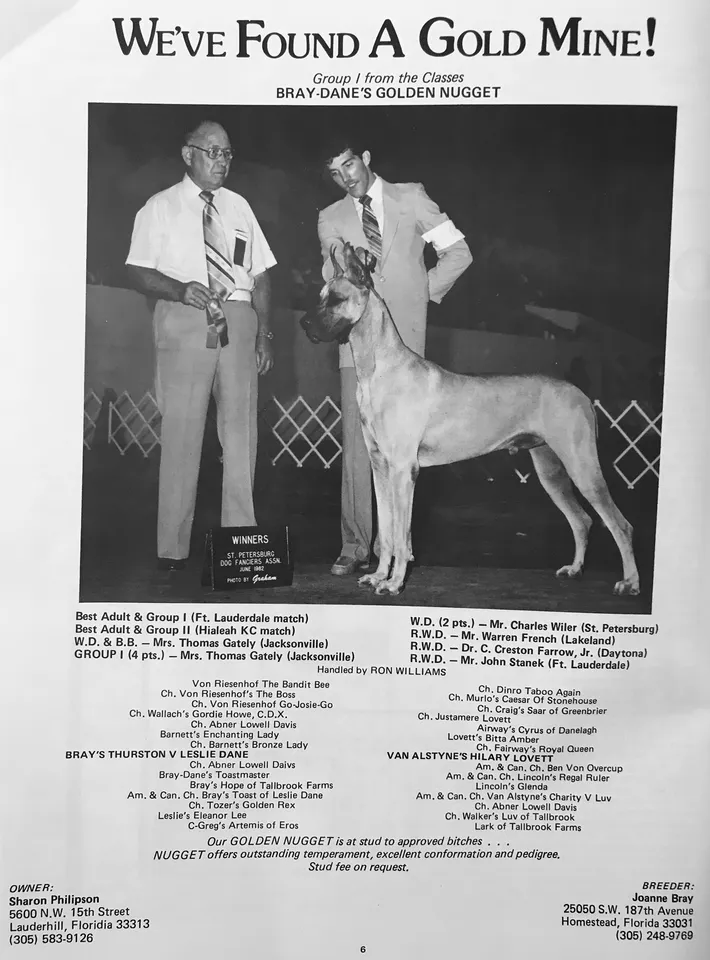 WE'VE FOUND A GOLD MINE!
Group I from the Classes
BRAY-DANE'S GOLDEN NUGGET
WINNERS
ST. PETERSBURG
DOG FANCIERS ASSN.
JUNE 1982
PHOTO BY Graham
Best Adult & Group I (Ft. Lauderdale match)
Best Adult & Group II (Hialeah KC match)
W.D. & B.B. — Mrs. Thomas Gately (Jacksonville)
GROUP I (4 pts.) — Mrs. Thomas Gately (Jacksonville)
W.D. (2 pts.) — Mr. Charles Wiler (St. Petersburg)
R.W.D. — Mr. Warren French (Lakeland)
R.W.D. — Dr. C. Creston Farrow, Jr. (Daytona)
R.W.D. — Mr. John Stanek (Ft. Lauderdale)
Handled by RON WILLIAMS
Von Riesenhof The Bandit Bee
Ch. Von Riesenhof's The Boss
Ch. Von Riesenhof Go-Josie-Go
Ch. Wallach's Gordie Howe, C.D.X.
Ch. Abner Lowell Davis
Barnett's Enchanting Lady
Ch. Barnett's Bronze Lady
BRAY'S THURSTON V LESLIE DANE
Ch. Abner Lowell Daivs
Bray-Dane's Toastmaster
Bray's Hope of Tallbrook Farms
Am. & Can. Ch. Bray's Toast of Leslie Dane
Ch. Tozer's Golden Rex
Leslie's Eleanor Lee
C-Greg's Artemis of Eros
Ch. Dinro Taboo Again
Ch. Murlo's Caesar Of Stonehouse
Ch. Craig's Saar of Greenbrier
Ch. Justamere Lovett
Airway's Cyrus of Danelagh
Lovett's Bitta Amber
Ch. Fairway's Royal Queen
VAN ALSTYNE'S HILARY LOVETT
Am. & Can. Ch. Ben Von Overcup
Am. & Can. Ch. Lincoln's Regal Ruler
Lincoln's Glenda
Am. & Can. Ch. Van Alstyne's Charity V Luv
Ch. Abner Lowell Davis
Ch. Walker's Luv of Tallbrook
Lark of Tallbrook Farms
Our GOLDEN NUGGET is at stud to approved bitches . . .
NUGGET offers outstanding temperament, excellent conformation and pedigree.
Stud fee on request.
OWNER:
Sharon Philipson
5600 N.W. 15th Street
Lauderhill, Floridia 33313
(305) 583-9126
BREEDER:
Joanne Bray
25050 S.W. 187th Avenue
Homestead, Florida 33031
(305) 248-9769
6